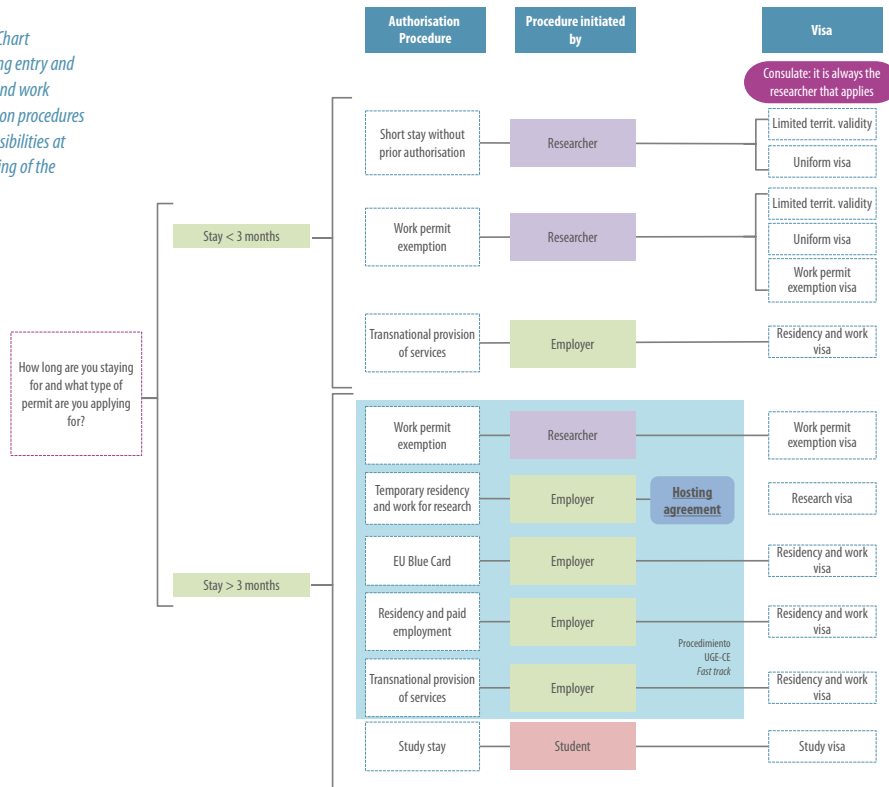 Chart
ng entry and
nd work
on procedures
sibilities at
ing of the
Authorisation
Procedure
Procedure initiated
by
Visa
Consulate: it is always the
researcher that applies
Short stay without
prior authorisation
Researcher
Limited territ. validity
Uniform visa
Stay < 3 months
Work permit
exemption
Researcher
Limited territ. validity
Uniform visa
Work permit
exemption visa
Transnational provision
of services
Employer
Residency and work
visa
How long are you staying
for and what type of
permit are you applying
for?
Work permit
exemption
Researcher
Work permit
exemption visa
Temporary residency
and work for research
Employer
Hosting
agreement
Research visa
Stay > 3 months
EU Blue Card
Employer
Residency and work
visa
Residency and paid
employment
Employer
Residency and work
visa
Procedimiento
UGE-CE
Fast track
Transnational provision
of services
Employer
Residency and work
visa
Study stay
Student
Study visa